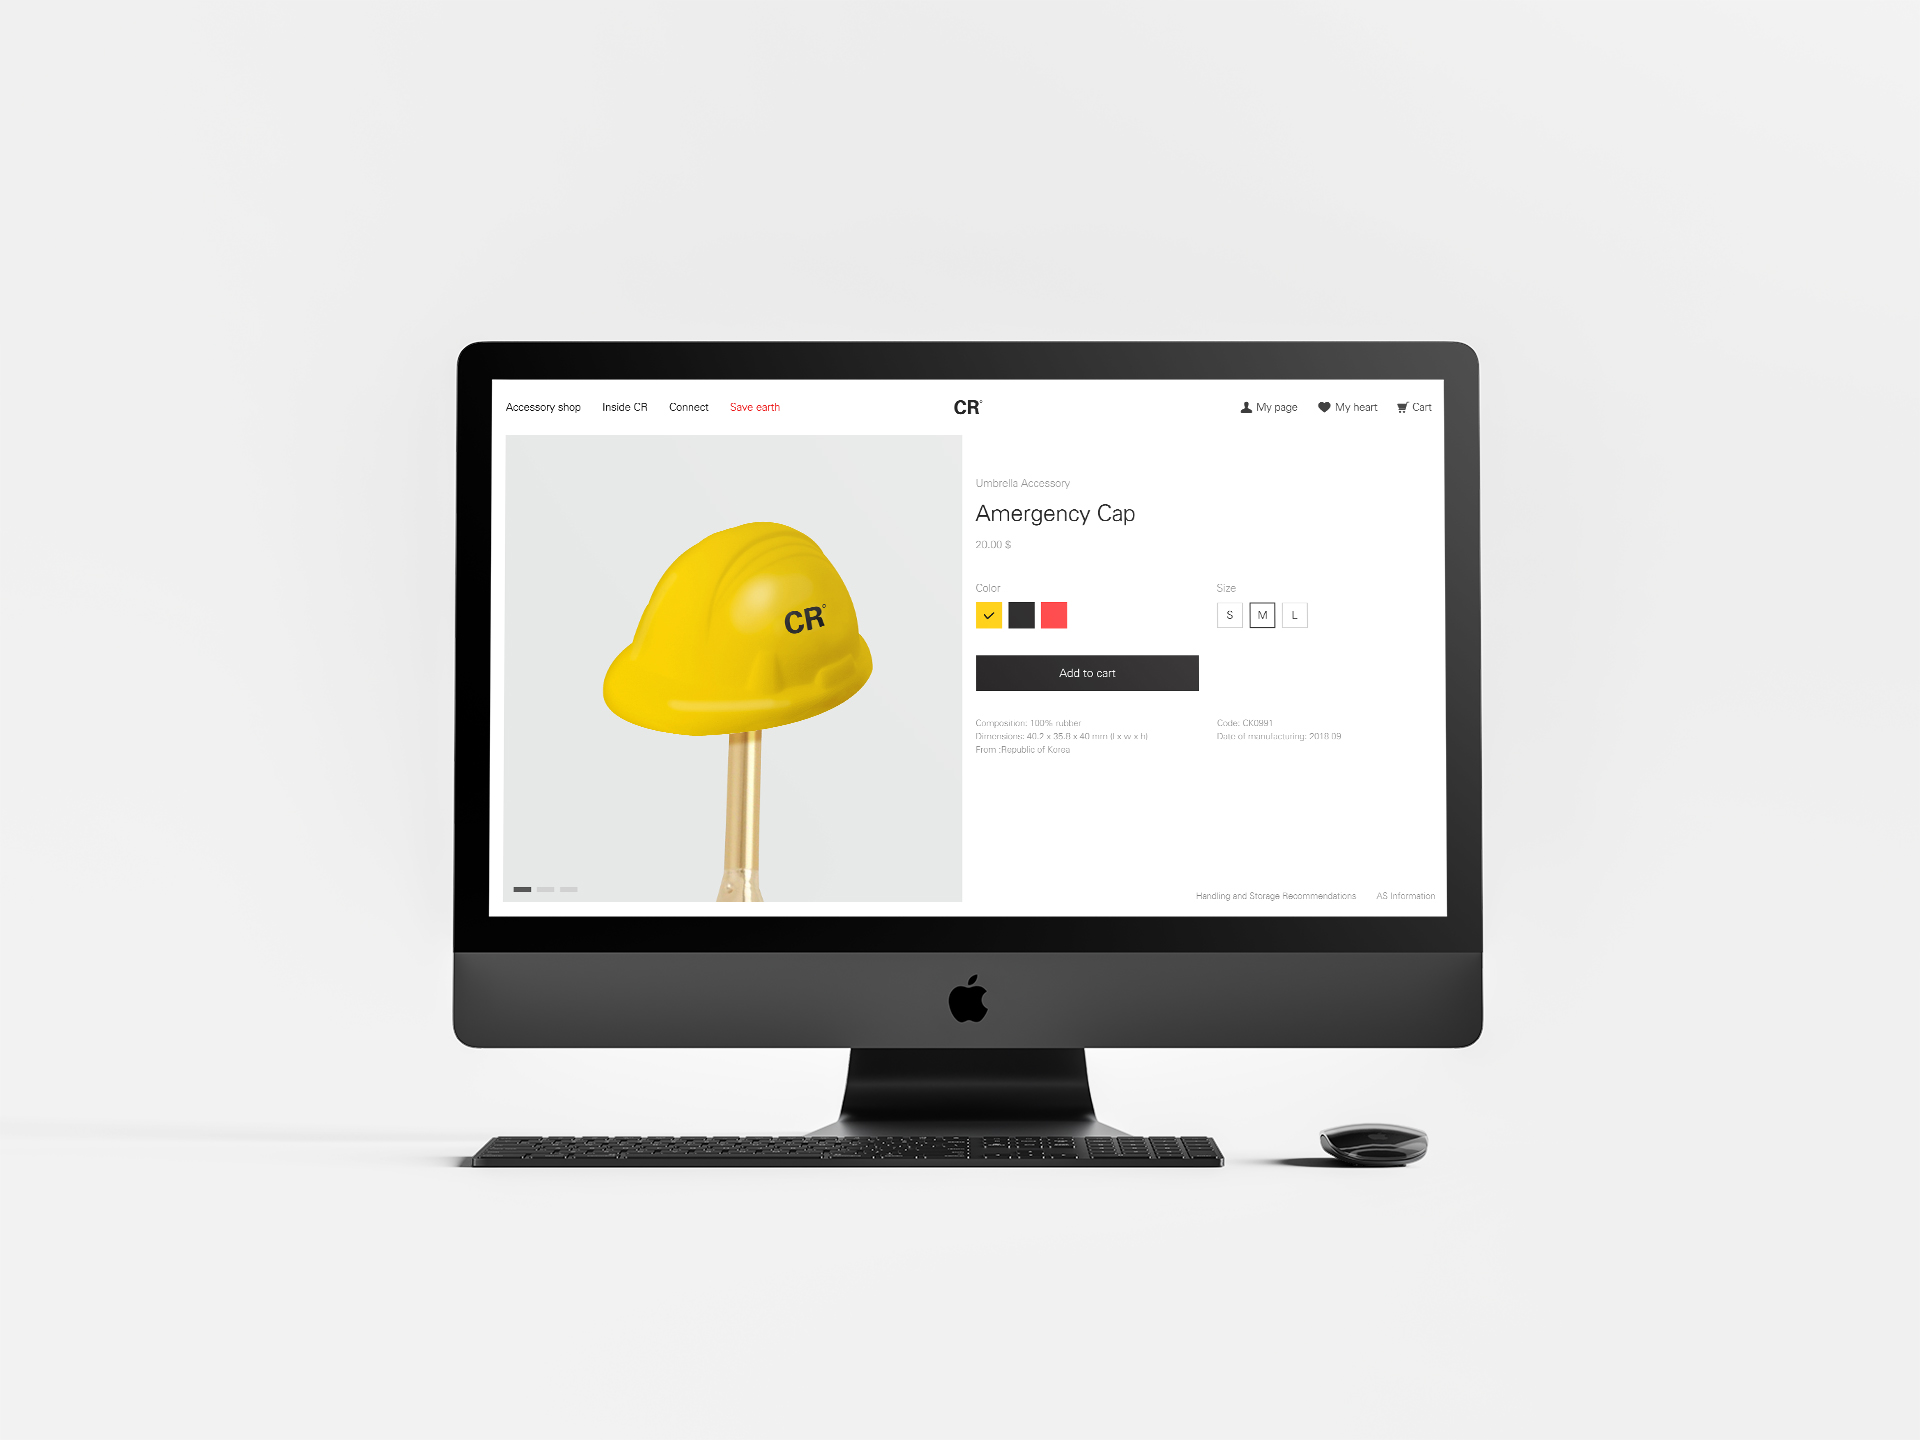 Accessory shop Inside CR Connect Save earth CR° My page My heart Cart
Umbrella Accessory
Amergency Cap
20.00 $
Color Size
S M L
CR°
Add to cart
Composition: 100% rubber Code: CK0991
Dimensions: 40.2 x 35.8 x 40 mm (l x w x h) Date of manufacturing: 2018 09
From :Republic of Korea
Handling and Storage Recommendations AS Information